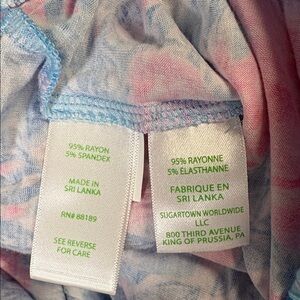 95% RAYON
5% SPANDEX
MADE IN
SRI LANKA
RN# 88189
SEE REVERSE
FOR CARE
95% RAYONNE
5% ÉLASTHANNE
FABRIQUE EN
SRI LANKA
SUGARTOWN WORLDWIDE
LLC
800 THIRD AVENUE
KING OF PRUSSIA, PA